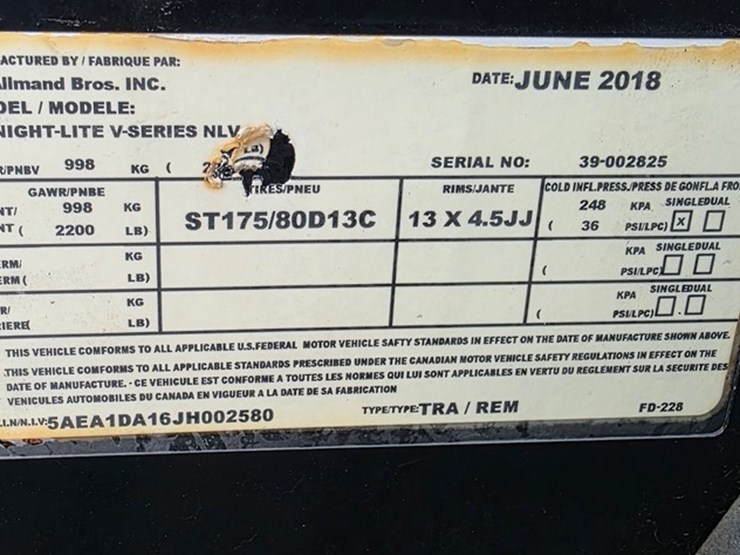 ACTURED BY / FABRIQUE PAR:
llmand Bros. INC.
DATE: JUNE 2018
DEL / MODELE:
NIGHT-LITE V-SERIES NLV
R/PNBV 998 KG (
SERIAL NO: 39-002825
GAWR/PNBE TIRES/PNEU RIMS/JANTE COLD INFL.PRESS./PRESS DE GONFL.A FRO
NT/ 998 KG ST175/80D13C 13 X 4.5JJ 248 KPA SINGLE DUAL
NT ( 2200 LB) ( 36 PSI/LPC) X
ERM/ KG KPA SINGLE DUAL
ERM ( LB) ( PSI/LPC)
R/ KG KPA SINGLE DUAL
IERE( LB) ( PSI/LPC)
THIS VEHICLE COMFORMS TO ALL APPLICABLE U.S.FEDERAL MOTOR VEHICLE SAFTY STANDARDS IN EFFECT ON THE DATE OF MANUFACTURE SHOWN ABOVE.
.THIS VEHICLE COMFORMS TO ALL APPLICABLE STANDARDS PRESCRIBED UNDER THE CANADIAN MOTOR VEHICLE SAFETY REGULATIONS IN EFFECT ON THE
DATE OF MANUFACTURE. - CE VEHICULE EST CONFORME A TOUTES LES NORMES QUI LUI SONT APPLICABLES EN VERTU DU REGLEMENT SUR LA SECURITE DES
VENICULES AUTOMOBILES DU CANADA EN VIGUEUR A LA DATE DE SA FABRICATION
.I.N/N.I.V:5AEA1DA16JH002580 TYPE/TYPE:TRA / REM FD-228